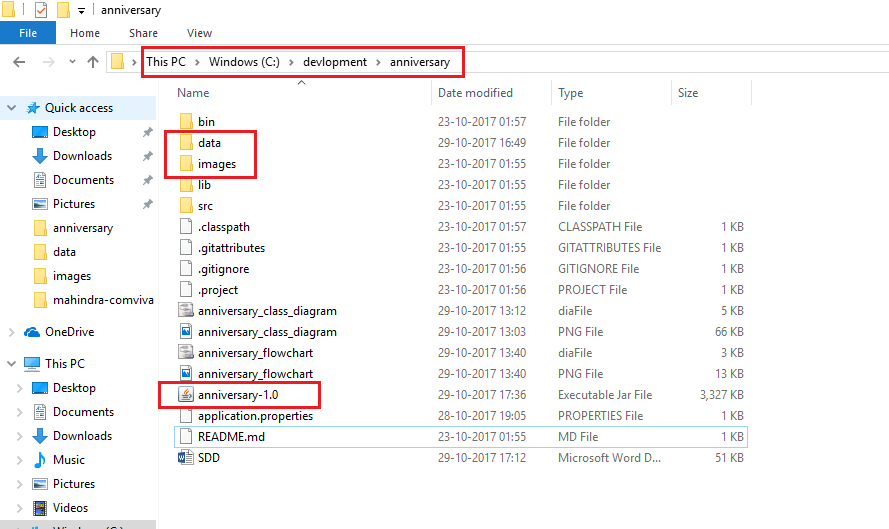 anniversary
File Home Share View
This PC Windows (C:) devlopment anniversary
Name Date modified Type Size
Quick access
Desktop
Downloads
Documents
Pictures
anniversary
data
images
mahindra-comviva
OneDrive
This PC
Desktop
Documents
Downloads
Music
Pictures
Videos
Windows (C:)
bin 23-10-2017 01:57 File folder
data 29-10-2017 16:49 File folder
images 23-10-2017 01:55 File folder
lib 23-10-2017 01:55 File folder
src 23-10-2017 01:55 File folder
.classpath 23-10-2017 01:57 CLASSPATH File 1 KB
.gitattributes 23-10-2017 01:55 GITATTRIBUTES File 1 KB
.gitignore 23-10-2017 01:56 GITIGNORE File 1 KB
.project 23-10-2017 01:56 PROJECT File 1 KB
anniversary_class_diagram 29-10-2017 13:12 diaFile 5 KB
anniversary_class_diagram 29-10-2017 13:03 PNG File 66 KB
anniversary_flowchart 29-10-2017 13:40 diaFile 3 KB
anniversary_flowchart 29-10-2017 13:40 PNG File 13 KB
anniversary-1.0 29-10-2017 17:36 Executable Jar File 3,327 KB
application.properties 28-10-2017 19:05 PROPERTIES File 1 KB
README.md 23-10-2017 01:55 MD File 1 KB
SDD 29-10-2017 17:12 Microsoft Word D... 51 KB